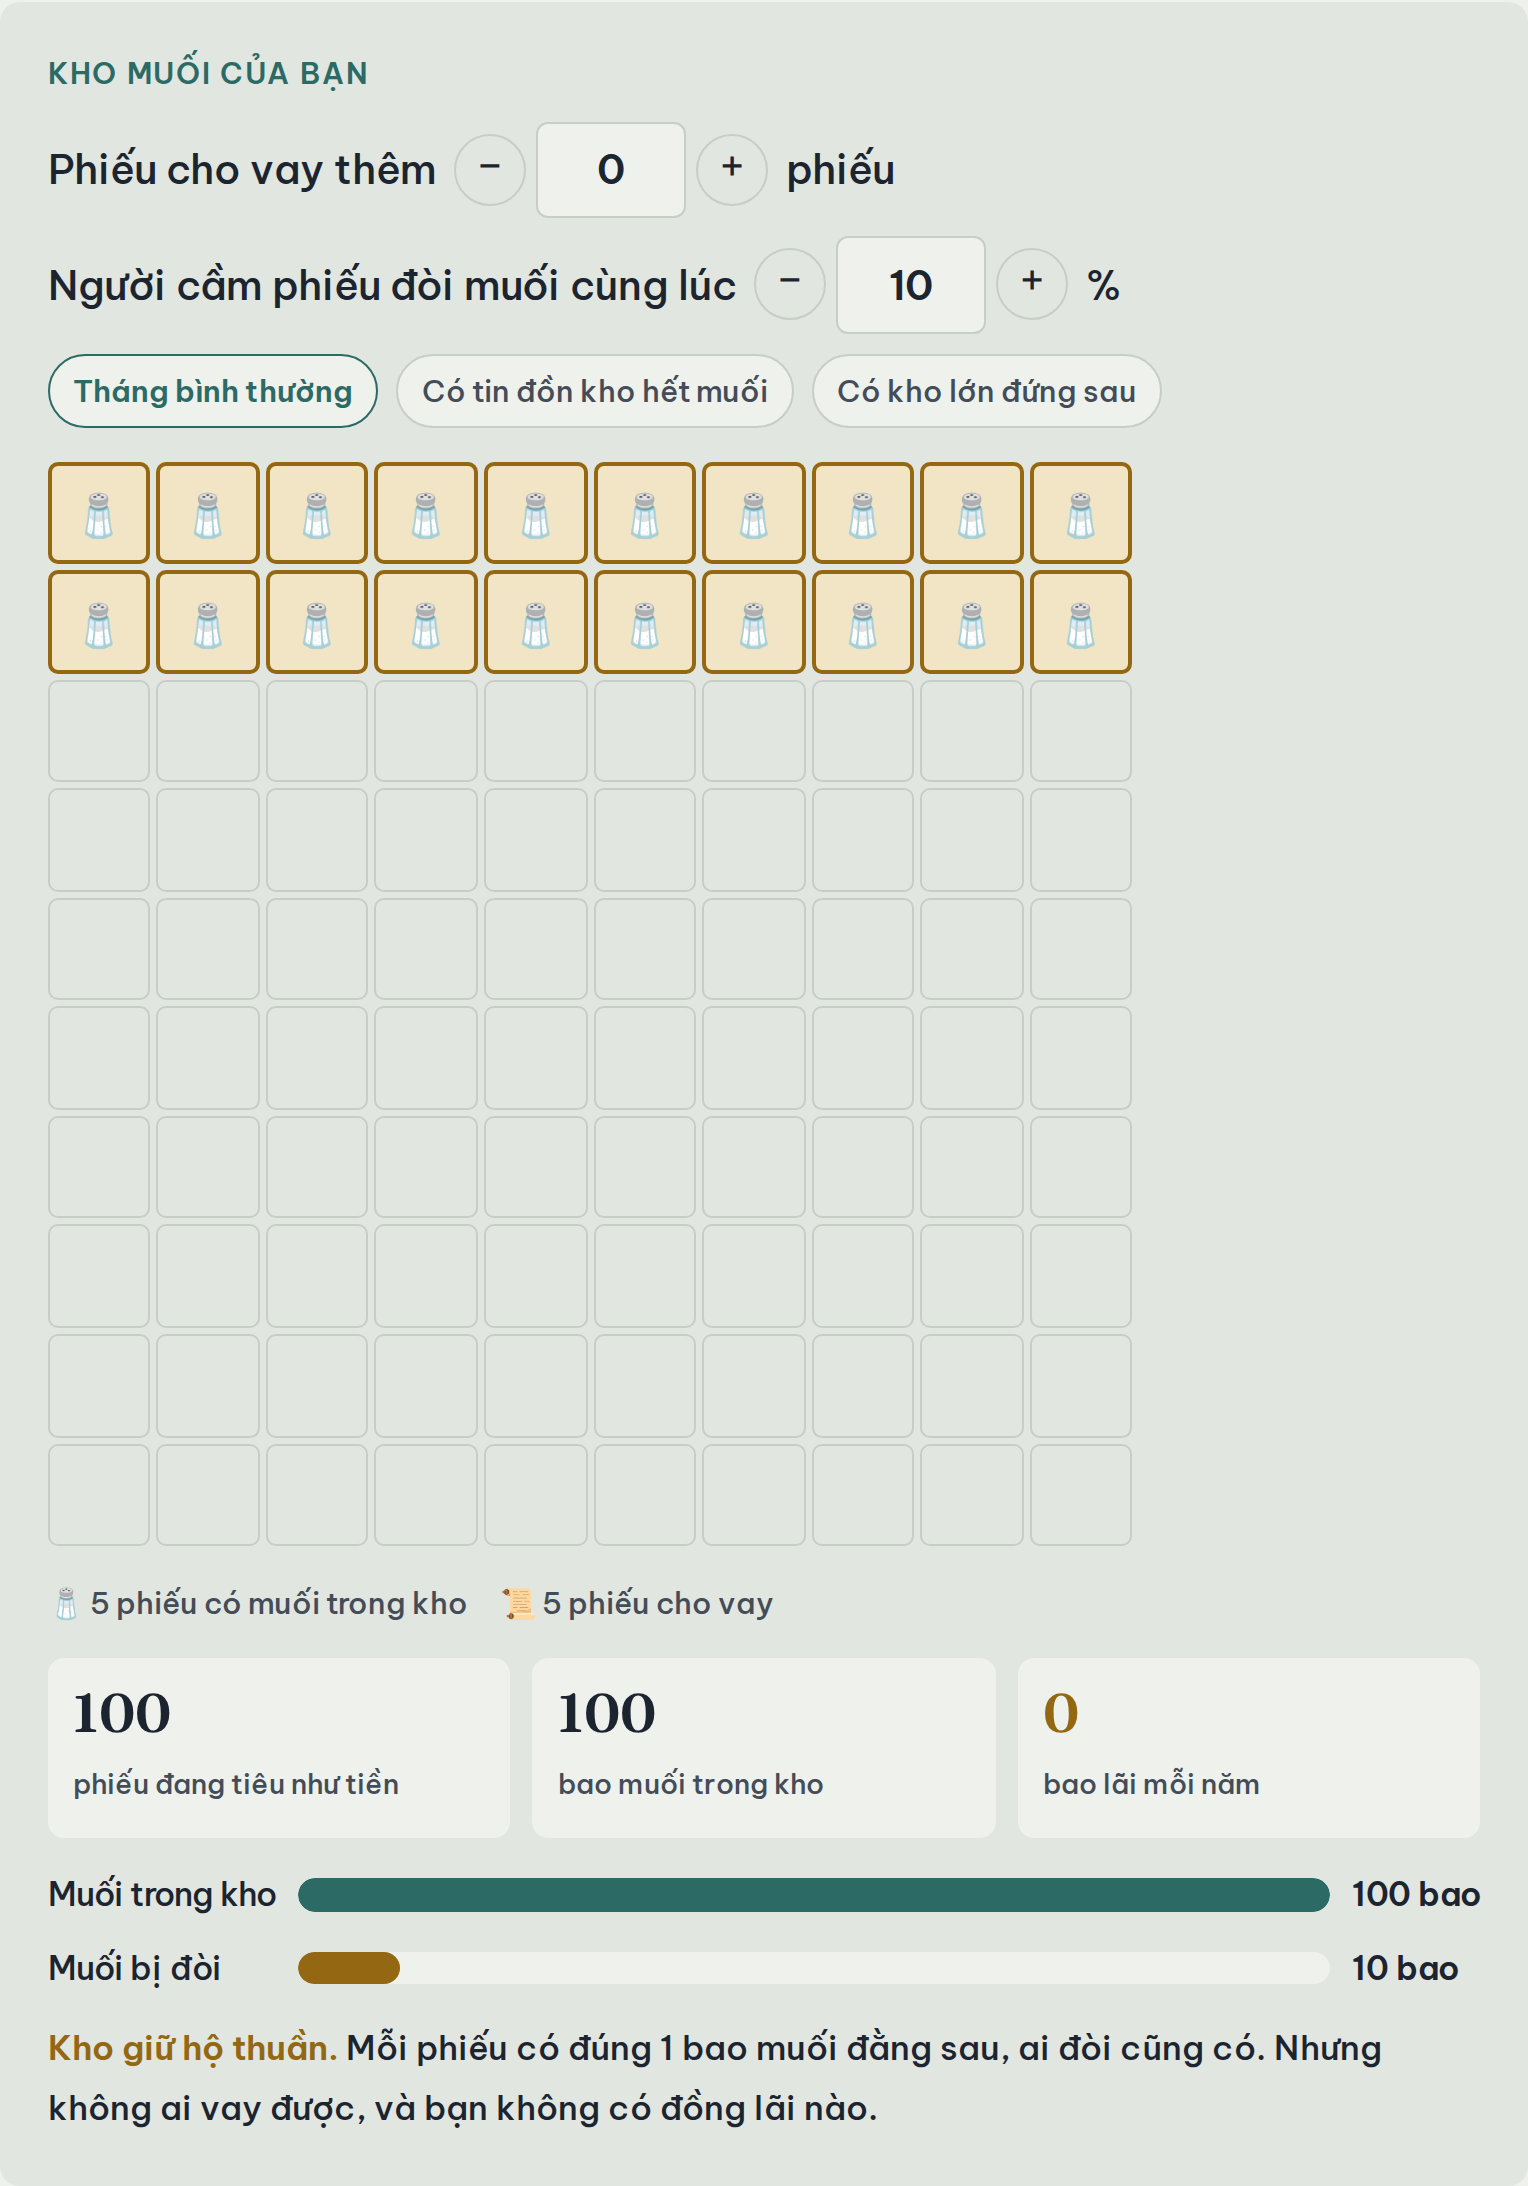 KHO MUỐI CỦA BẠN
Phiếu cho vay thêm − 0 + phiếu
Người cầm phiếu đòi muối cùng lúc − 10 + %
Tháng bình thường Có tin đồn kho hết muối Có kho lớn đứng sau
5 phiếu có muối trong kho 5 phiếu cho vay
100 100 0
phiếu đang tiêu như tiền bao muối trong kho bao lãi mỗi năm
Muối trong kho 100 bao
Muối bị đòi 10 bao
Kho giữ hộ thuần. Mỗi phiếu có đúng 1 bao muối đằng sau, ai đòi cũng có. Nhưng
không ai vay được, và bạn không có đồng lãi nào.